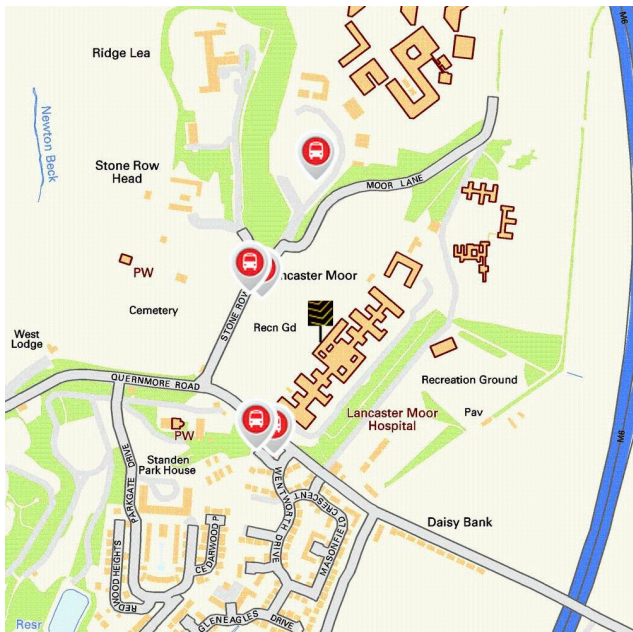 Ridge Lea
M6
Newton Beck
Stone Row
Head
MOOR LANE
PW
ncaster Moor
Cemetery
STONE ROW
Recn Gd
West
Lodge
QUERNMORE ROAD
Recreation Ground
Lancaster Moor
Hospital
Pav
PW
M6
Standen
Park House
PARKGATE DRIVE
WENTWORTH DRIVE
MASONFIELD CRESCENT
Daisy Bank
CEDARWOOD P
REDWOOD HEIGHTS
GLENEAGLES DRIVE
Resr